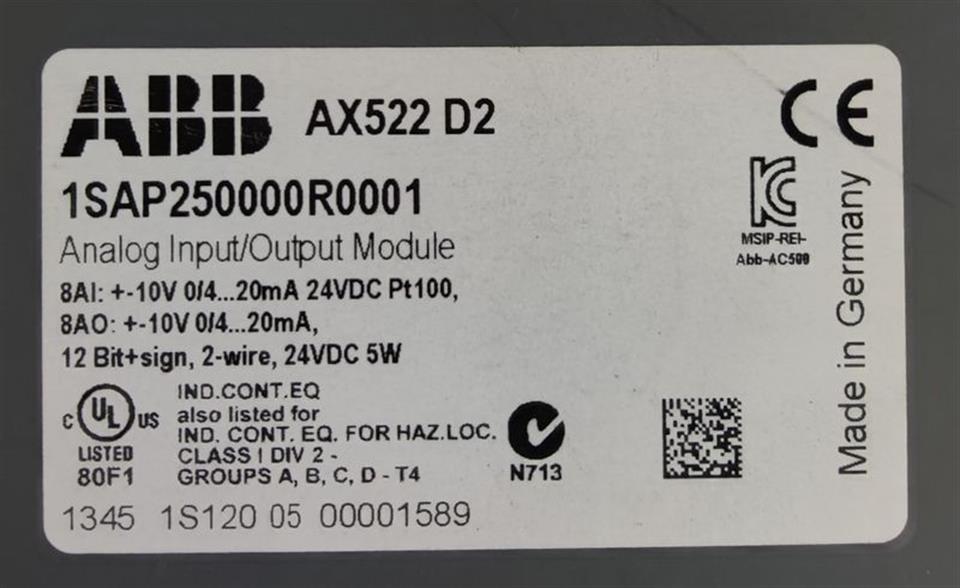 ABB AX522 D2
CE
1SAP250000R0001
Analog Input/Output Module
8AI: +-10V 0/4...20mA 24VDC Pt100,
8AO: +-10V 0/4...20mA,
12 Bit+sign, 2-wire, 24VDC 5W
KC
MSIP-REI-
Abb-AC500
Made in Germany
C UL US
LISTED
80F1
IND.CONT.EQ
also listed for
IND. CONT. EQ. FOR HAZ.LOC.
CLASS I DIV 2 -
GROUPS A, B, C, D - T4
N713
1345 1S120 05 00001589